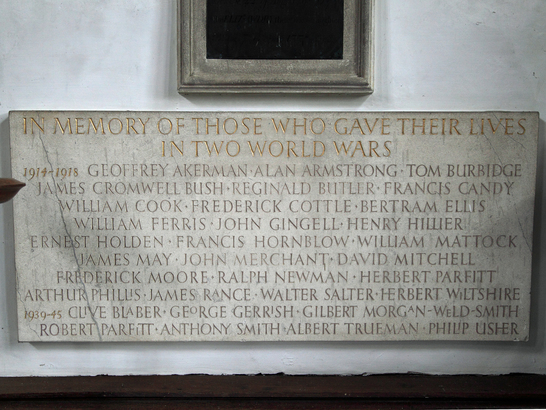 IN MEMORY OF THOSE WHO GAVE THEIR LIVES
IN TWO WORLD WARS
1914-1918 GEOFFREY AKERMAN · ALAN ARMSTRONG · TOM BURBIDGE
JAMES CROMWELL BUSH · REGINALD BUTLER · FRANCIS CANDY
WILLIAM COOK · FREDERICK COTTLE · BERTRAM ELLIS
WILLIAM FERRIS · JOHN GINGELL · HENRY HILLIER
ERNEST HOLDEN · FRANCIS HORNBLOW · WILLIAM MATTOCK
JAMES MAY · JOHN MERCHANT · DAVID MITCHELL
FREDERICK MOORE · RALPH NEWMAN · HERBERT PARFITT
ARTHUR PHILLIS · JAMES RANCE · WALTER SALTER · HERBERT WILTSHIRE
1939-45 CLIVE BLABER · GEORGE GERRISH · GILBERT MORGAN-WELD-SMITH
ROBERT PARFITT · ANTHONY SMITH · ALBERT TRUEMAN · PHILIP USHER